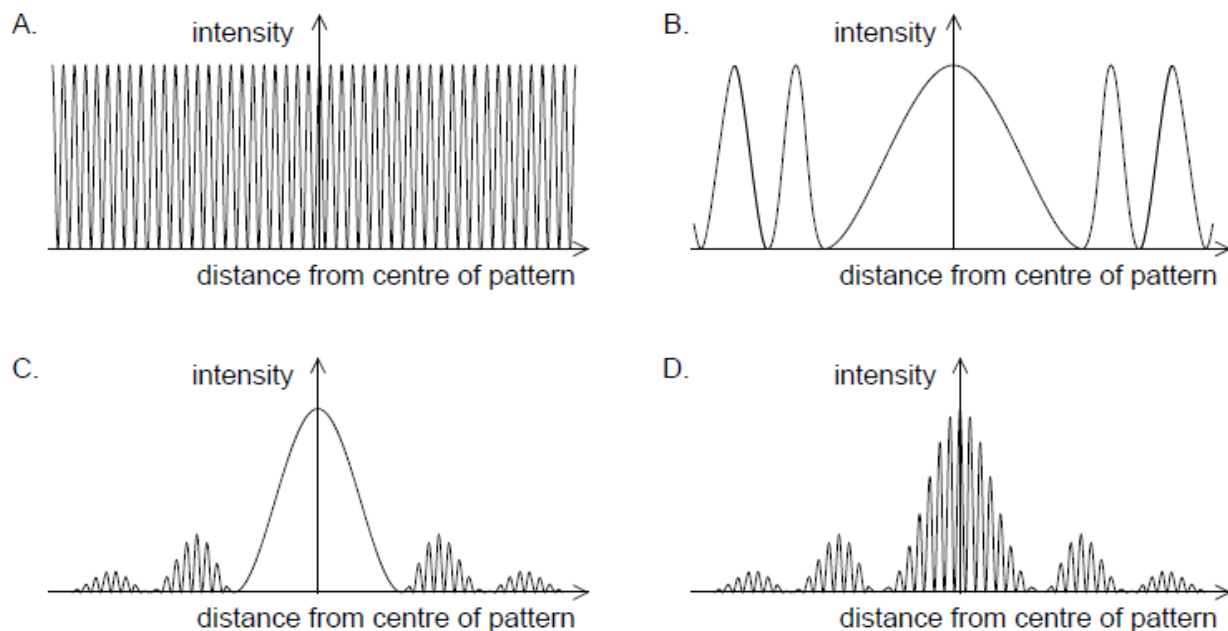 A.
intensity
distance from centre of pattern
B.
intensity
distance from centre of pattern
C.
intensity
distance from centre of pattern
D.
intensity
distance from centre of pattern